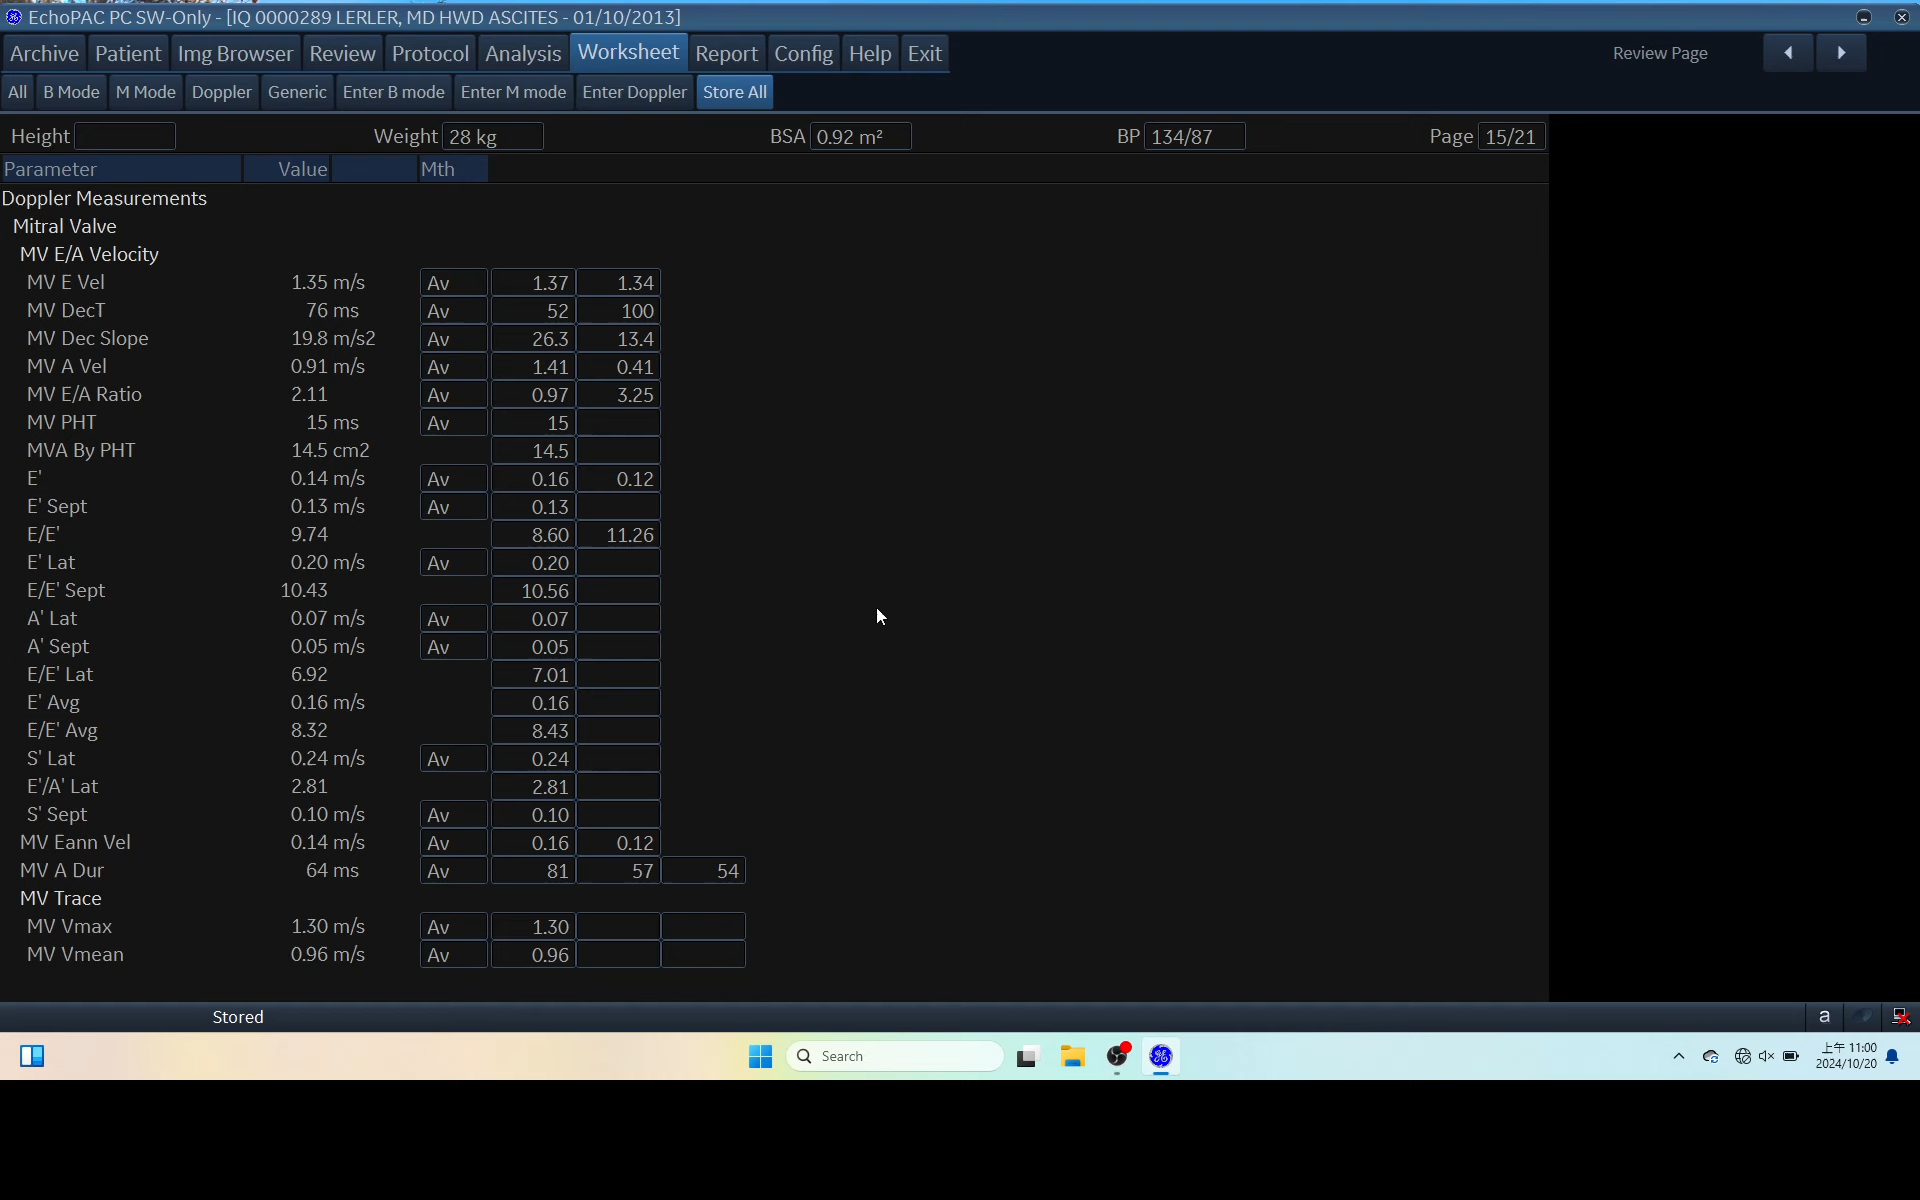 EchoPAC PC SW-Only - [IQ 0000289 LERLER, MD HWD ASCITES - 01/10/2013]
Archive Patient Img Browser Review Protocol Analysis Worksheet Report Config Help Exit Review Page
All B Mode M Mode Doppler Generic Enter B mode Enter M mode Enter Doppler Store All
Height Weight 28 kg BSA 0.92 m² BP 134/87 Page 15/21
Parameter Value Mth
Doppler Measurements
Mitral Valve
MV E/A Velocity
MV E Vel 1.35 m/s Av 1.37 1.34
MV DecT 76 ms Av 52 100
MV Dec Slope 19.8 m/s2 Av 26.3 13.4
MV A Vel 0.91 m/s Av 1.41 0.41
MV E/A Ratio 2.11 Av 0.97 3.25
MV PHT 15 ms Av 15
MVA By PHT 14.5 cm2 14.5
E' 0.14 m/s Av 0.16 0.12
E' Sept 0.13 m/s Av 0.13
E/E' 9.74 8.60 11.26
E' Lat 0.20 m/s Av 0.20
E/E' Sept 10.43 10.56
A' Lat 0.07 m/s Av 0.07
A' Sept 0.05 m/s Av 0.05
E/E' Lat 6.92 7.01
E' Avg 0.16 m/s 0.16
E/E' Avg 8.32 8.43
S' Lat 0.24 m/s Av 0.24
E'/A' Lat 2.81 2.81
S' Sept 0.10 m/s Av 0.10
MV Eann Vel 0.14 m/s Av 0.16 0.12
MV A Dur 64 ms Av 81 57 54
MV Trace
MV Vmax 1.30 m/s Av 1.30
MV Vmean 0.96 m/s Av 0.96
Stored a
Search
上午 11:00
2024/10/20